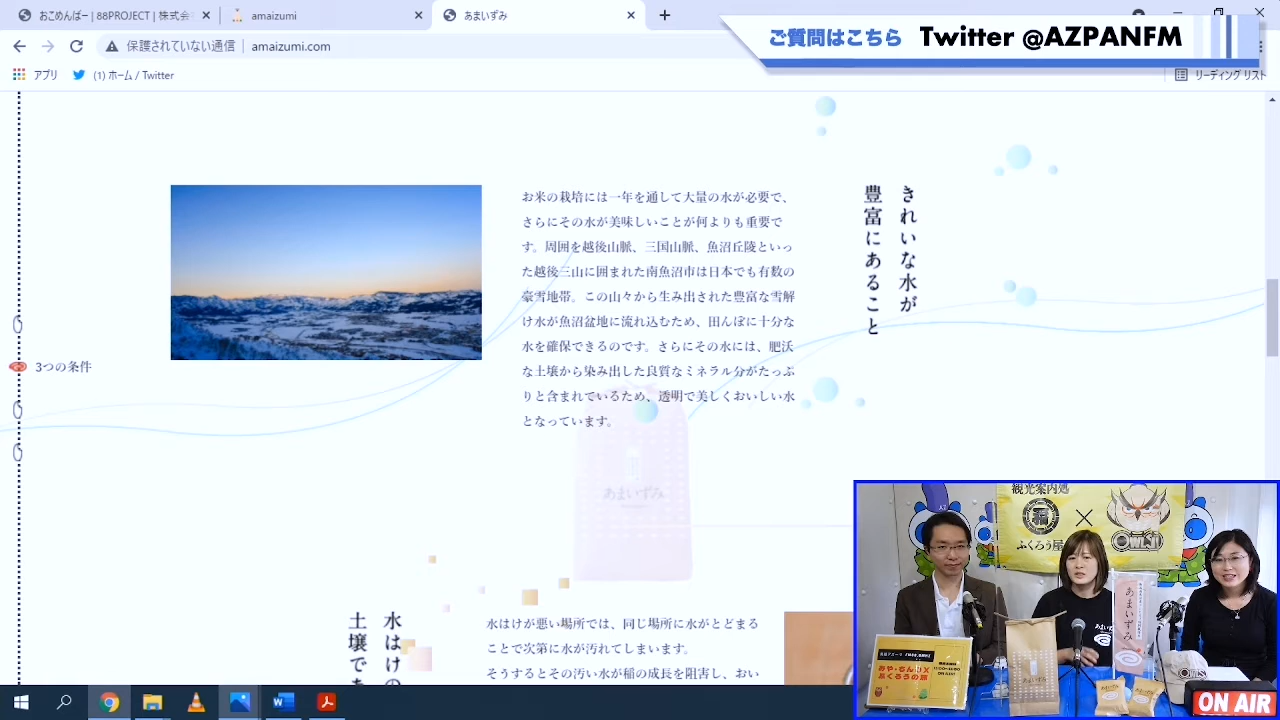 おこめんばー | 88PROJECT | 株式会
amaizumi
あまいずみ
保護されていない通信 | amaizumi.com
アプリ
(1) ホーム / Twitter
リーディング リスト
ご質問はこちら Twitter @AZPANFM
きれいな水が
豊富にあること
お米の栽培には一年を通して大量の水が必要で、
さらにその水が美味しいことが何よりも重要で
す。周囲を越後山脈、三国山脈、魚沼丘陵といっ
た越後三山に囲まれた南魚沼市は日本でも有数の
豪雪地帯。この山々から生み出された豊富な雪解
け水が魚沼盆地に流れ込むため、田んぼに十分な
水を確保できるのです。さらにその水には、肥沃
な土壌から染み出した良質なミネラル分がたっぷ
りと含まれているため、透明で美しくおいしい水
となっています。
3つの条件
あまいずみ
水はけの
土壌であ
水はけが悪い場所では、同じ場所に水がとどまる
ことで次第に水が汚れてしまいます。
そうするとその汚い水が稲の成長を阻害し、おい
観光案内処
ふくろう屋
×
OWLJI
あまいずみ
ON AIR